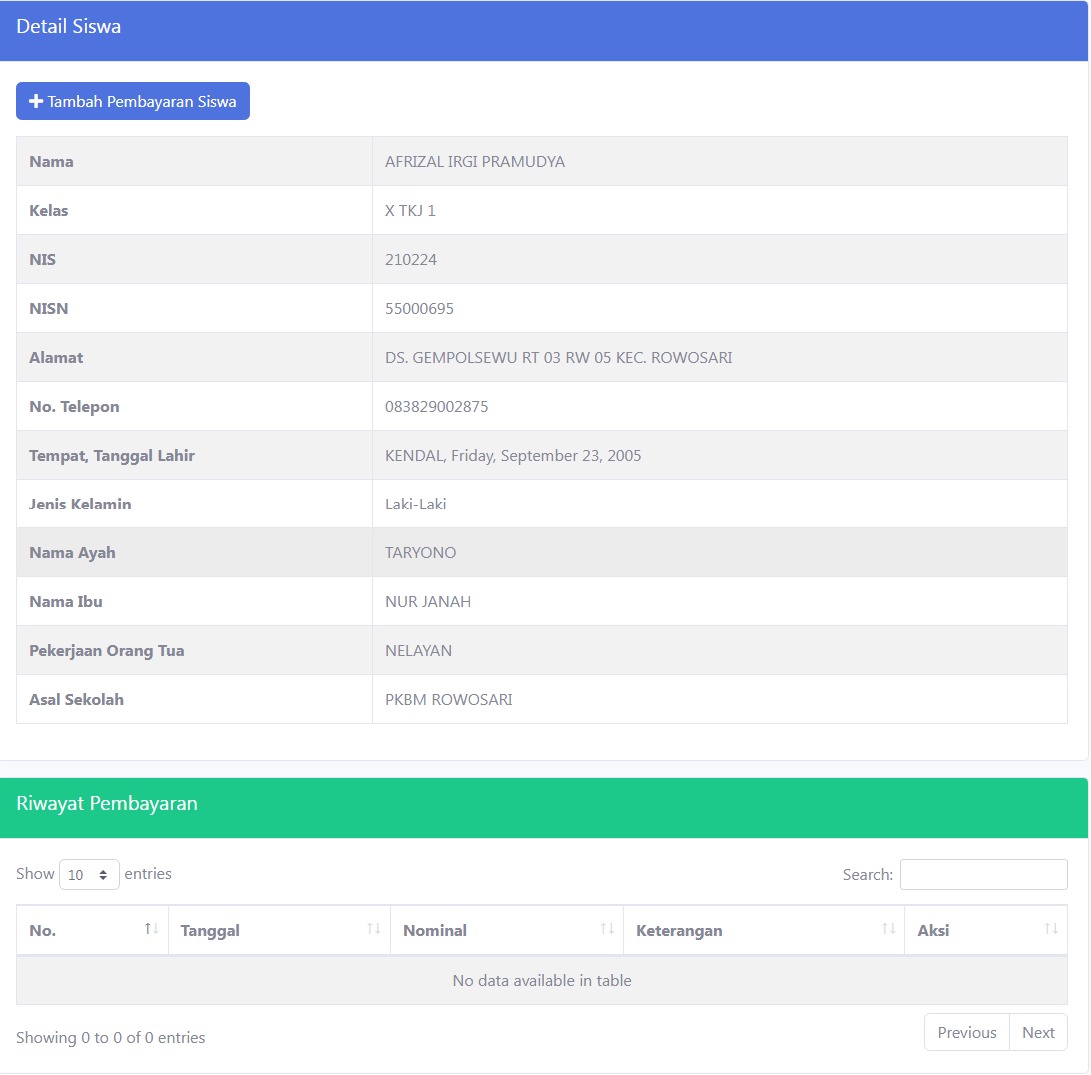 Detail Siswa
Tambah Pembayaran Siswa
Nama AFRIZAL IRGI PRAMUDYA
Kelas X TKJ 1
NIS 210224
NISN 55000695
Alamat DS. GEMPOLSEWU RT 03 RW 05 KEC. ROWOSARI
No. Telepon 083829002875
Tempat, Tanggal Lahir KENDAL, Friday, September 23, 2005
Jenis Kelamin Laki-Laki
Nama Ayah TARYONO
Nama Ibu NUR JANAH
Pekerjaan Orang Tua NELAYAN
Asal Sekolah PKBM ROWOSARI
Riwayat Pembayaran
Show 10 entries Search:
No. Tanggal Nominal Keterangan Aksi
No data available in table
Showing 0 to 0 of 0 entries Previous Next